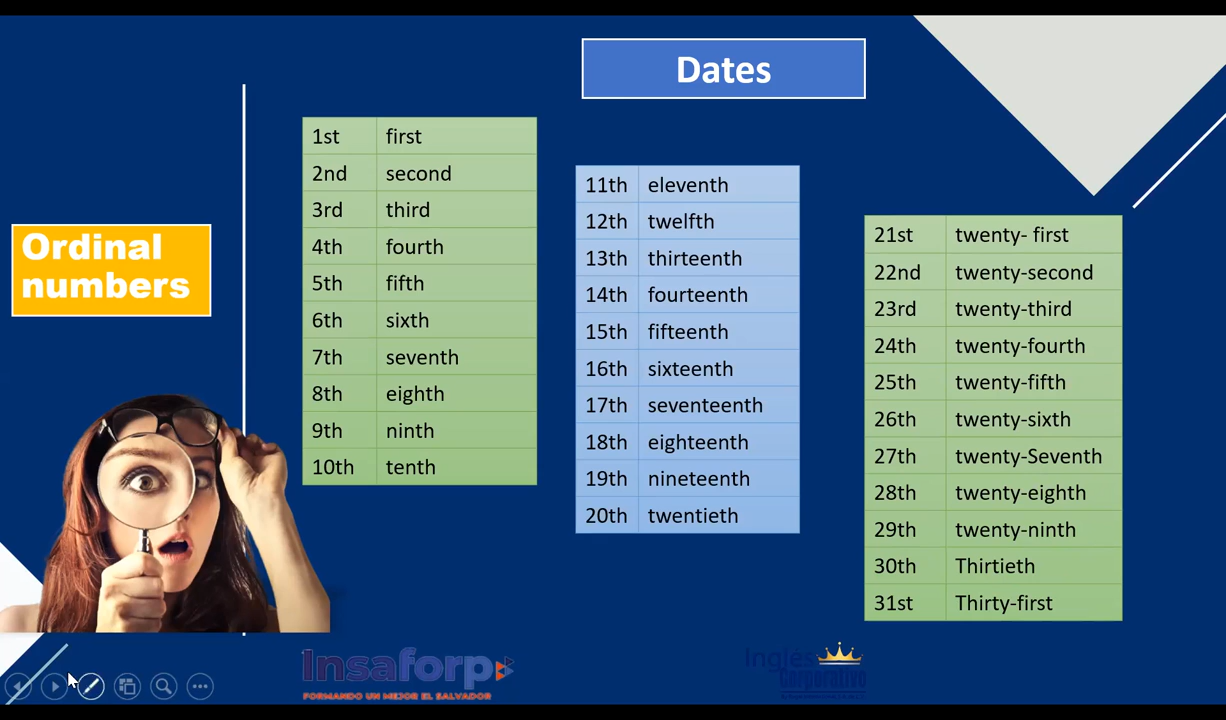 Dates
Ordinal
numbers
1st first
2nd second
3rd third
4th fourth
5th fifth
6th sixth
7th seventh
8th eighth
9th ninth
10th tenth
11th eleventh
12th twelfth
13th thirteenth
14th fourteenth
15th fifteenth
16th sixteenth
17th seventeenth
18th eighteenth
19th nineteenth
20th twentieth
21st twenty- first
22nd twenty-second
23rd twenty-third
24th twenty-fourth
25th twenty-fifth
26th twenty-sixth
27th twenty-Seventh
28th twenty-eighth
29th twenty-ninth
30th Thirtieth
31st Thirty-first
Insaforp
FORMANDO UN MEJOR EL SALVADOR
Ingles
Corporativo